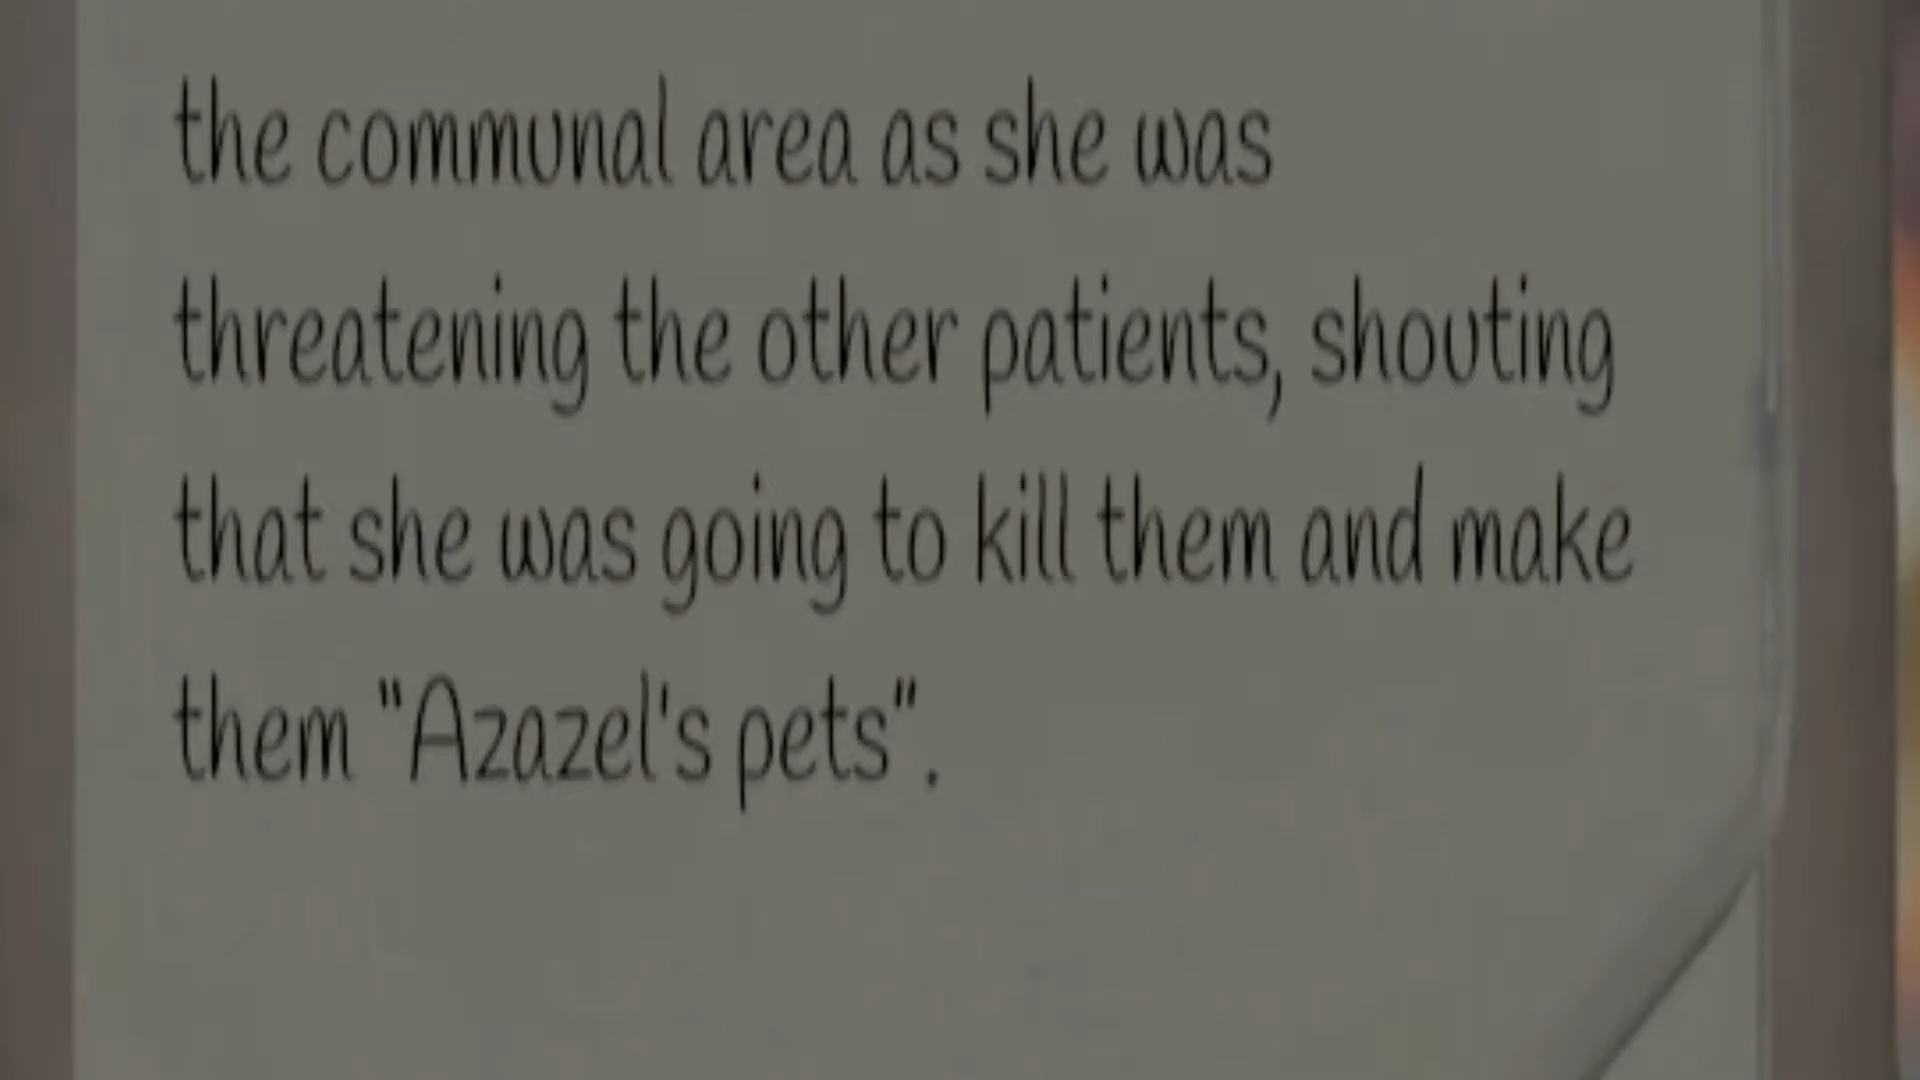 the communal area as she was
threatening the other patients, shouting
that she was going to kill them and make
them "Azazel's pets".